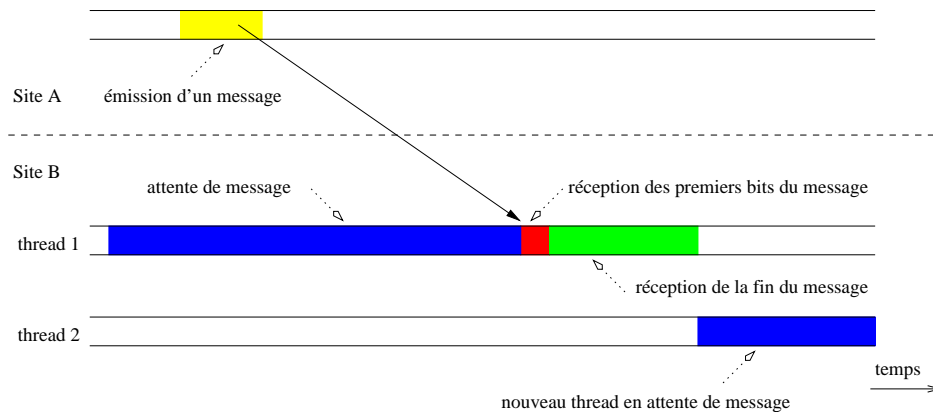 émission d'un message
Site A
Site B
attente de message
réception des premiers bits du message
thread 1
réception de la fin du message
thread 2
temps
nouveau thread en attente de message